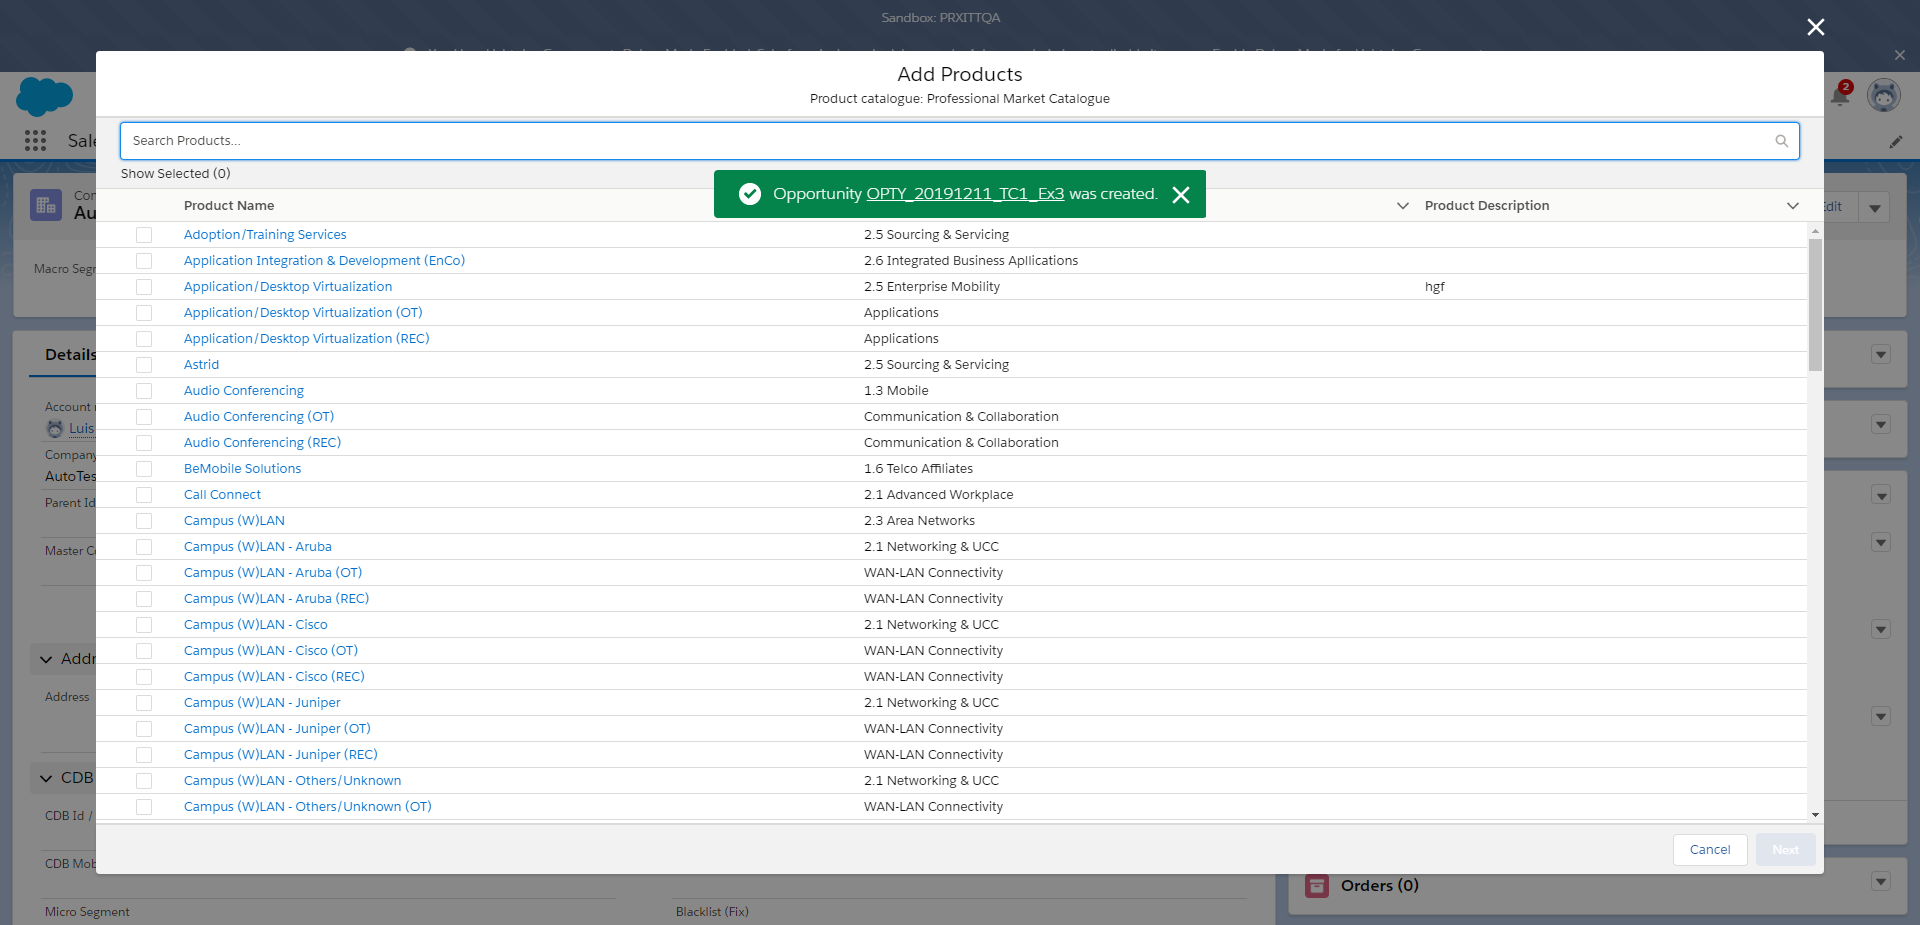 Sandbox: PRXITTQA
Add Products
Product catalogue: Professional Market Catalogue
2
Search Products...
Show Selected (0)
Opportunity OPTY_20191211_TC1_Ex3 was created.
Product Name
Product Description
Adoption/Training Services 2.5 Sourcing & Servicing
Application Integration & Development (EnCo) 2.6 Integrated Business Apllications
Application/Desktop Virtualization 2.5 Enterprise Mobility hgf
Application/Desktop Virtualization (OT) Applications
Application/Desktop Virtualization (REC) Applications
Astrid 2.5 Sourcing & Servicing
Audio Conferencing 1.3 Mobile
Audio Conferencing (OT) Communication & Collaboration
Audio Conferencing (REC) Communication & Collaboration
BeMobile Solutions 1.6 Telco Affiliates
Call Connect 2.1 Advanced Workplace
Campus (W)LAN 2.3 Area Networks
Campus (W)LAN - Aruba 2.1 Networking & UCC
Campus (W)LAN - Aruba (OT) WAN-LAN Connectivity
Campus (W)LAN - Aruba (REC) WAN-LAN Connectivity
Campus (W)LAN - Cisco 2.1 Networking & UCC
Campus (W)LAN - Cisco (OT) WAN-LAN Connectivity
Campus (W)LAN - Cisco (REC) WAN-LAN Connectivity
Campus (W)LAN - Juniper 2.1 Networking & UCC
Campus (W)LAN - Juniper (OT) WAN-LAN Connectivity
Campus (W)LAN - Juniper (REC) WAN-LAN Connectivity
Campus (W)LAN - Others/Unknown 2.1 Networking & UCC
Campus (W)LAN - Others/Unknown (OT) WAN-LAN Connectivity
Cancel
Next
Sale
Con
Au
Edit
Macro Segr
Details
Account
Luis
Company
AutoTes
Parent Id
Master Co
Addr
Address
CDB
CDB Id /
CDB Mob
Micro Segment
Blacklist (Fix)
Orders (0)